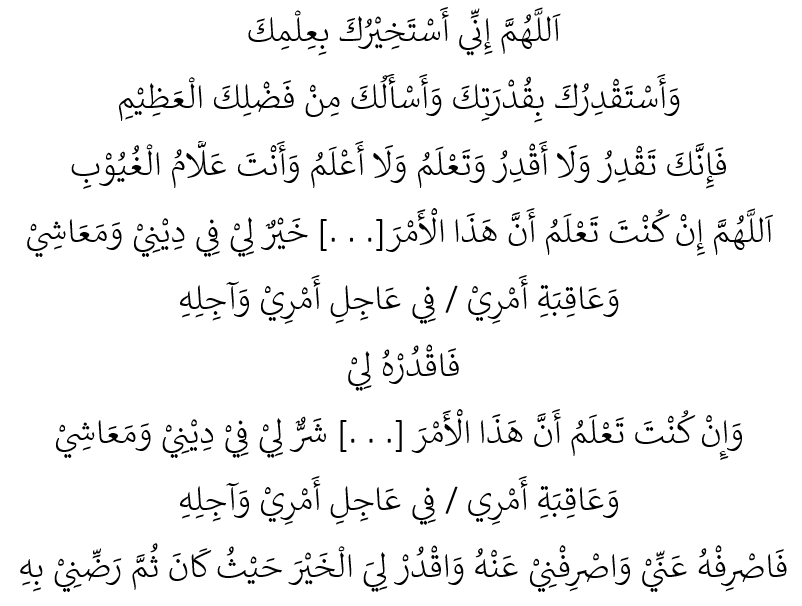 اَللَّهُمَّ إِنِّي أَسْتَخِيْرُكَ بِعِلْمِكَ
وَأَسْتَقْدِرُكَ بِقُدْرَتِكَ وَأَسْأَلُكَ مِنْ فَضْلِكَ الْعَظِيْمِ
فَإِنَّكَ تَقْدِرُ وَلَا أَقْدِرُ وَتَعْلَمُ وَلَا أَعْلَمُ وَأَنْتَ عَلَّامُ الْغُيُوْبِ
اَللَّهُمَّ إِنْ كُنْتَ تَعْلَمُ أَنَّ هَذَا الْأَمْرَ[. . .] خَيْرٌ لِيْ فِي دِيْنِيْ وَمَعَاشِيْ
وَعَاقِبَةِ أَمْرِيْ / فِي عَاجِلِ أَمْرِيْ وَآجِلِهِ
فَاقْدُرْهُ لِيْ
وَإِنْ كُنْتَ تَعْلَمُ أَنَّ هَذَا الْأَمْرَ [. . .] شَرٌّ لِيْ فِيْ دِيْنِيْ وَمَعَاشِيْ
وَعَاقِبَةِ أَمْرِي / فِي عَاجِلِ أَمْرِيْ وَآجِلِهِ
فَاصْرِفْهُ عَنِّيْ وَاصْرِفْنِيْ عَنْهُ وَاقْدُرْ لِيَ الْخَيْرَ حَيْثُ كَانَ ثُمَّ رَضِّنِيْ بِهِ